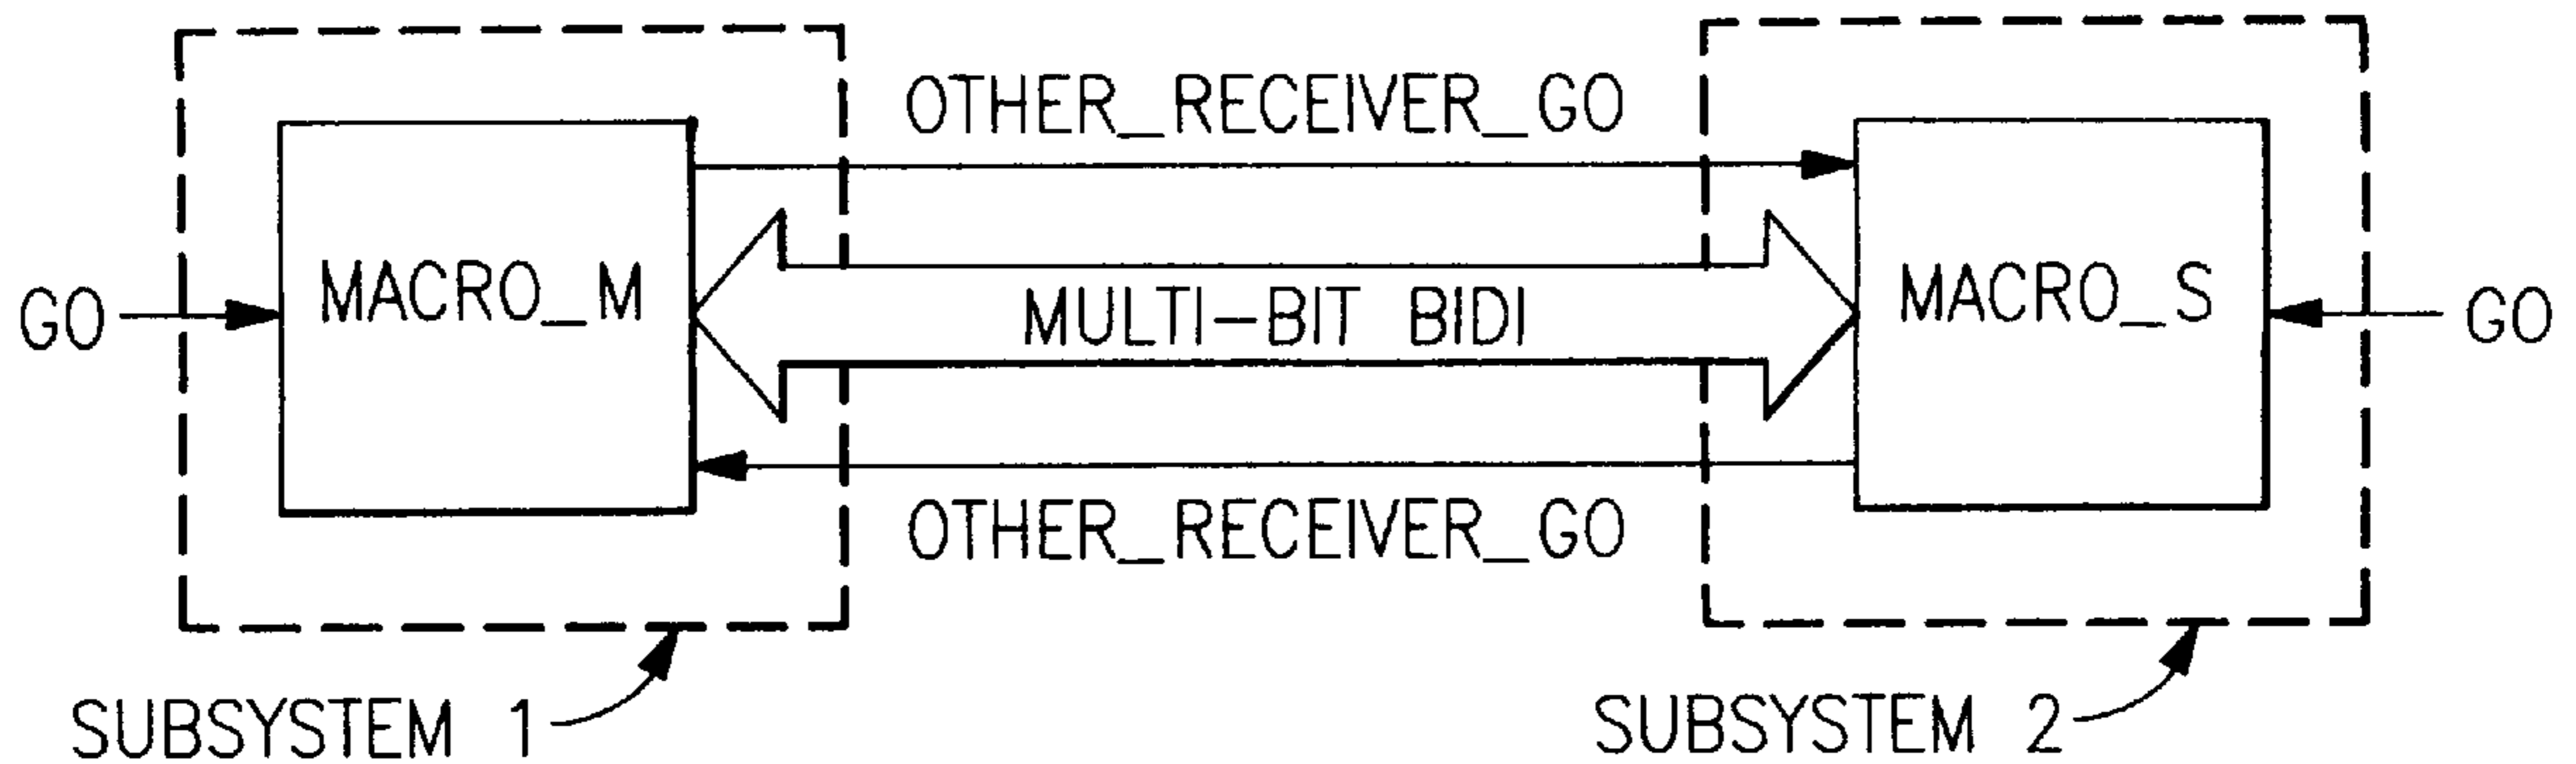 OTHER_RECEIVER_GO
GO
MACRO_M
MULTI-BIT BIDI
MACRO_S
GO
OTHER_RECEIVER_GO
SUBSYSTEM 1
SUBSYSTEM 2